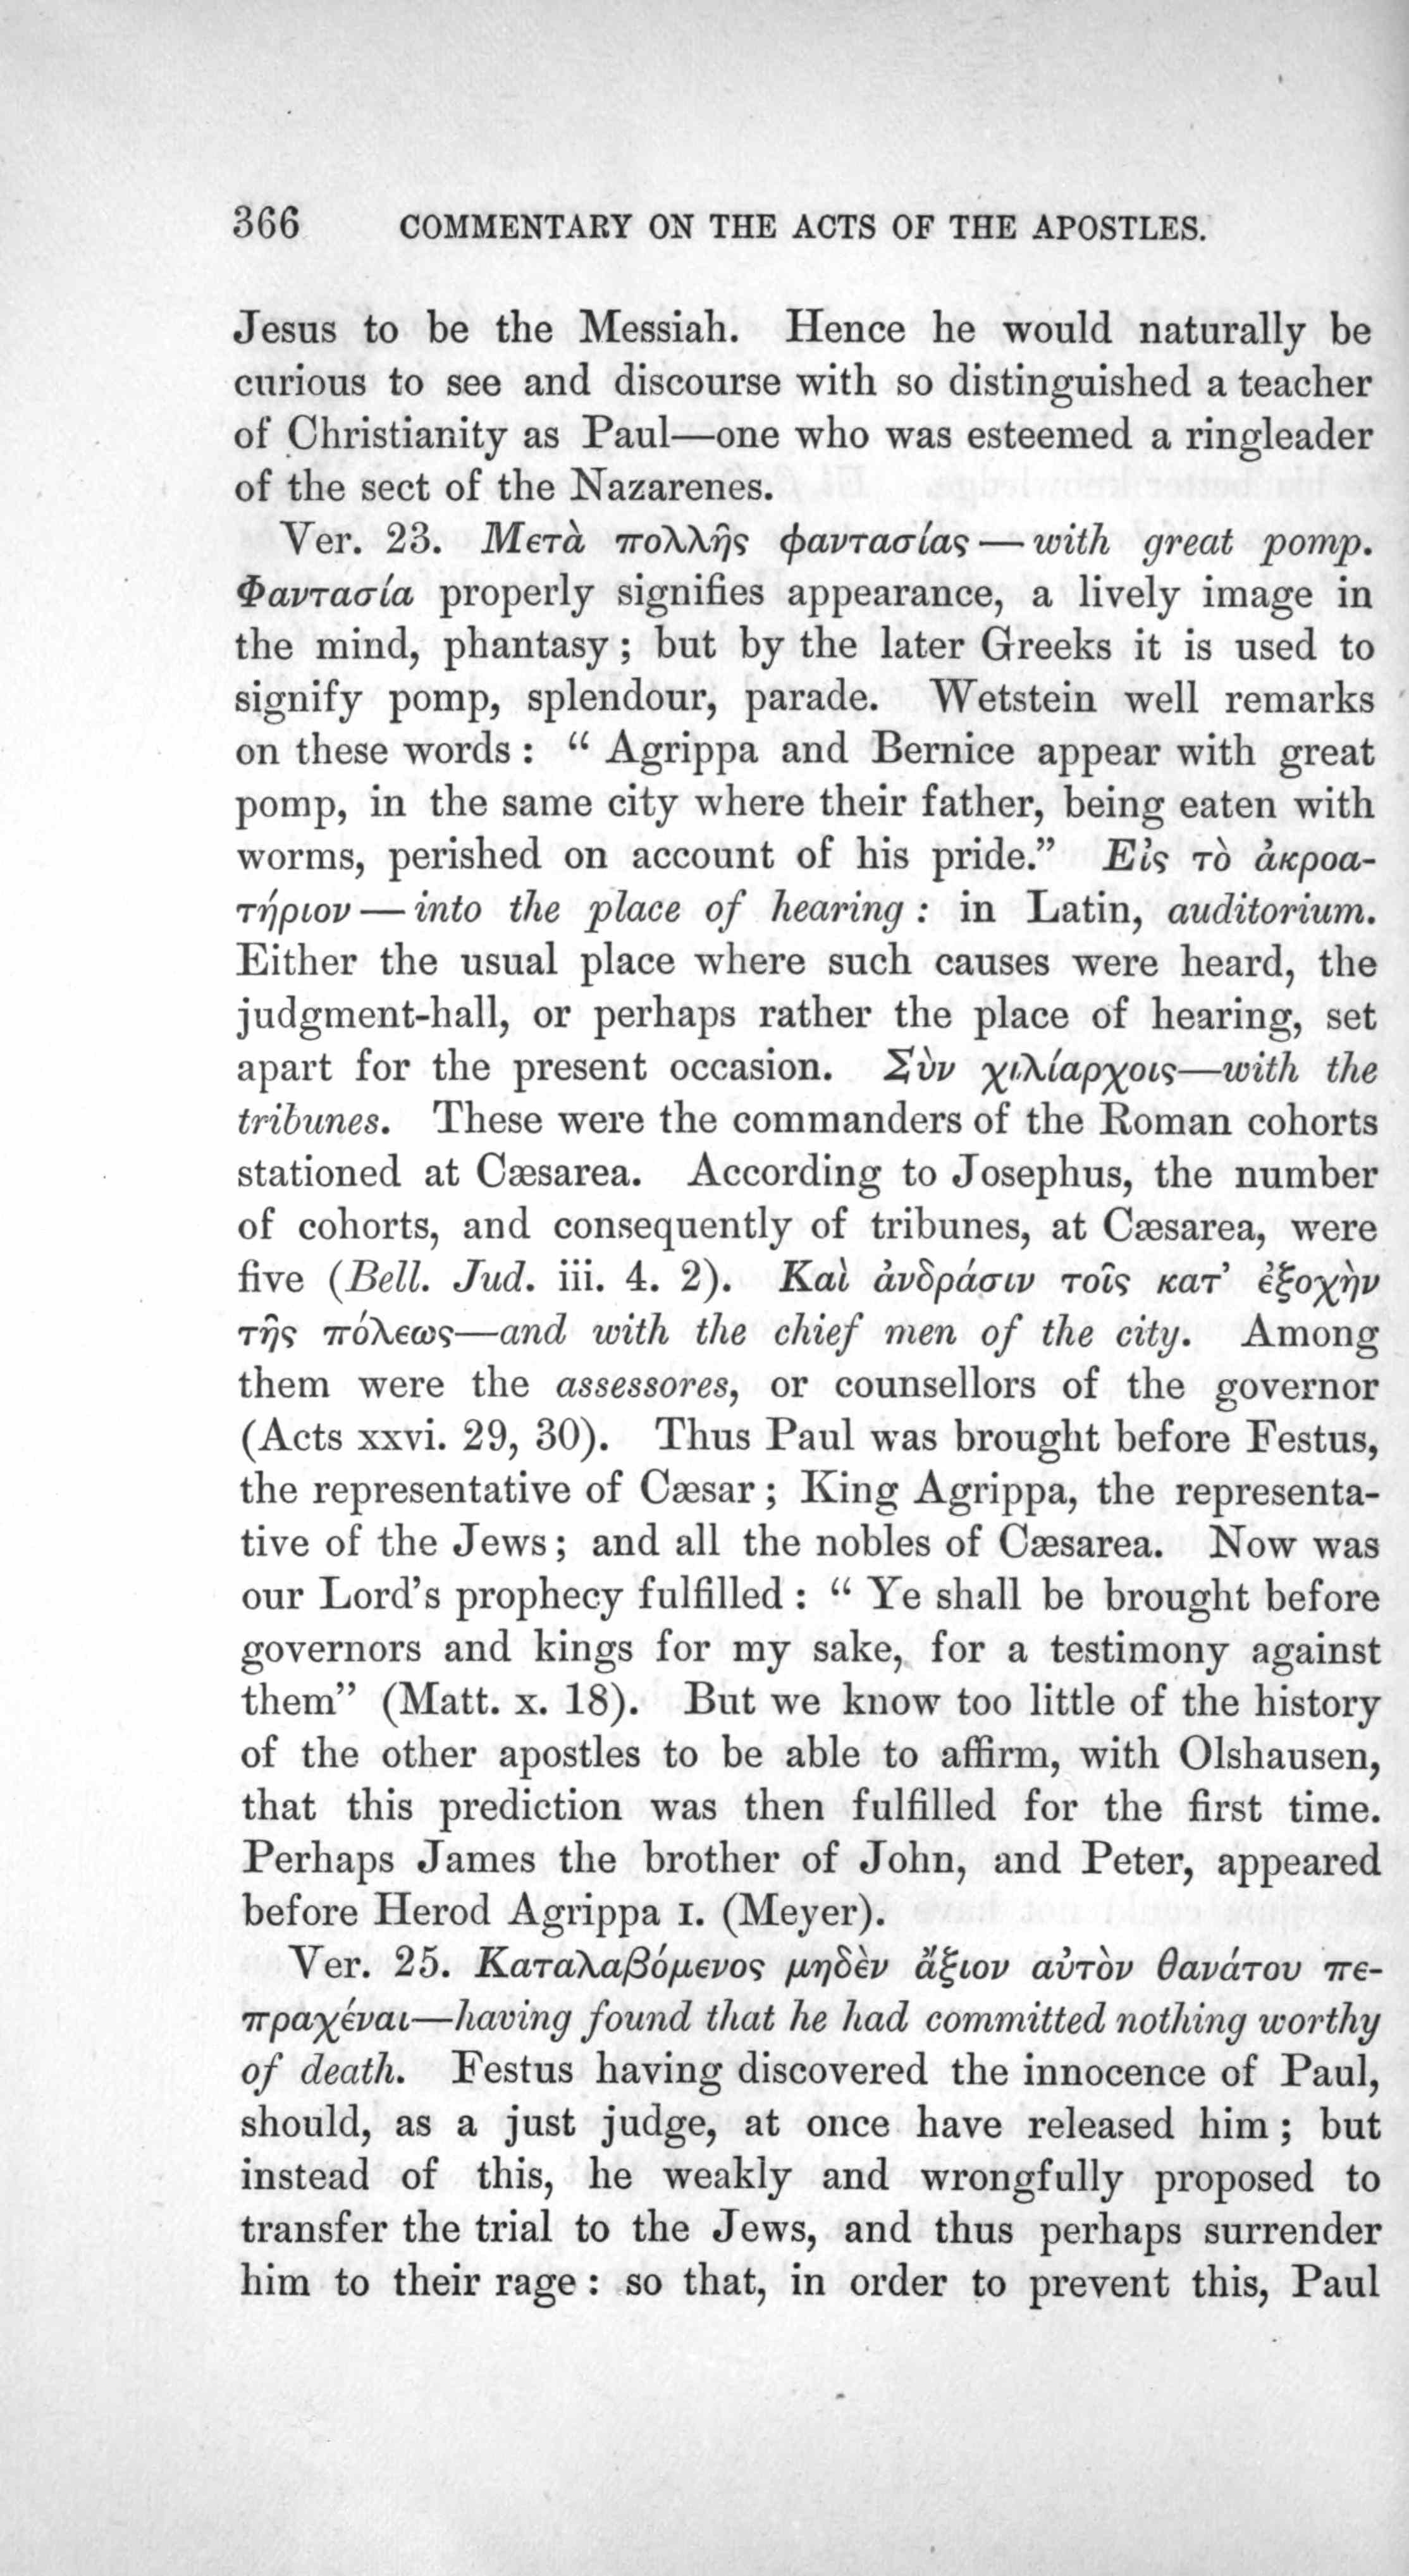 366 COMMENTARY ON THE ACTS OF THE APOSTLES.
Jesus to be the Messiah. Hence he would naturally be
curious to see and discourse with so distinguished a teacher
of Christianity as Paul—one who was esteemed a ringleader
of the sect of the Nazarenes.
Ver. 23. Μετὰ πολλῆς φαντασίας — with great pomp.
Φαντασία properly signifies appearance, a lively image in
the mind, phantasy; but by the later Greeks it is used to
signify pomp, splendour, parade. Wetstein well remarks
on these words: “Agrippa and Bernice appear with great
pomp, in the same city where their father, being eaten with
worms, perished on account of his pride.” Εἰς τὸ ἀκροα-
τήριον — into the place of hearing: in Latin, auditorium.
Either the usual place where such causes were heard, the
judgment-hall, or perhaps rather the place of hearing, set
apart for the present occasion. Σὺν χιλίαρχοις—with the
tribunes. These were the commanders of the Roman cohorts
stationed at Cæsarea. According to Josephus, the number
of cohorts, and consequently of tribunes, at Cæsarea, were
five (Bell. Jud. iii. 4. 2). Καὶ ἀνδράσιν τοῖς κατ’ ἐξοχὴν
τῆς πόλεως—and with the chief men of the city. Among
them were the assessores, or counsellors of the governor
(Acts xxvi. 29, 30). Thus Paul was brought before Festus,
the representative of Cæsar; King Agrippa, the representa-
tive of the Jews; and all the nobles of Cæsarea. Now was
our Lord’s prophecy fulfilled: “Ye shall be brought before
governors and kings for my sake, for a testimony against
them” (Matt. x. 18). But we know too little of the history
of the other apostles to be able to affirm, with Olshausen,
that this prediction was then fulfilled for the first time.
Perhaps James the brother of John, and Peter, appeared
before Herod Agrippa I. (Meyer).
Ver. 25. Καταλαβόμενος μηδὲν ἄξιον αὐτὸν θανάτου πε-
πραχέναι—having found that he had committed nothing worthy
of death. Festus having discovered the innocence of Paul,
should, as a just judge, at once have released him; but
instead of this, he weakly and wrongfully proposed to
transfer the trial to the Jews, and thus perhaps surrender
him to their rage: so that, in order to prevent this, Paul